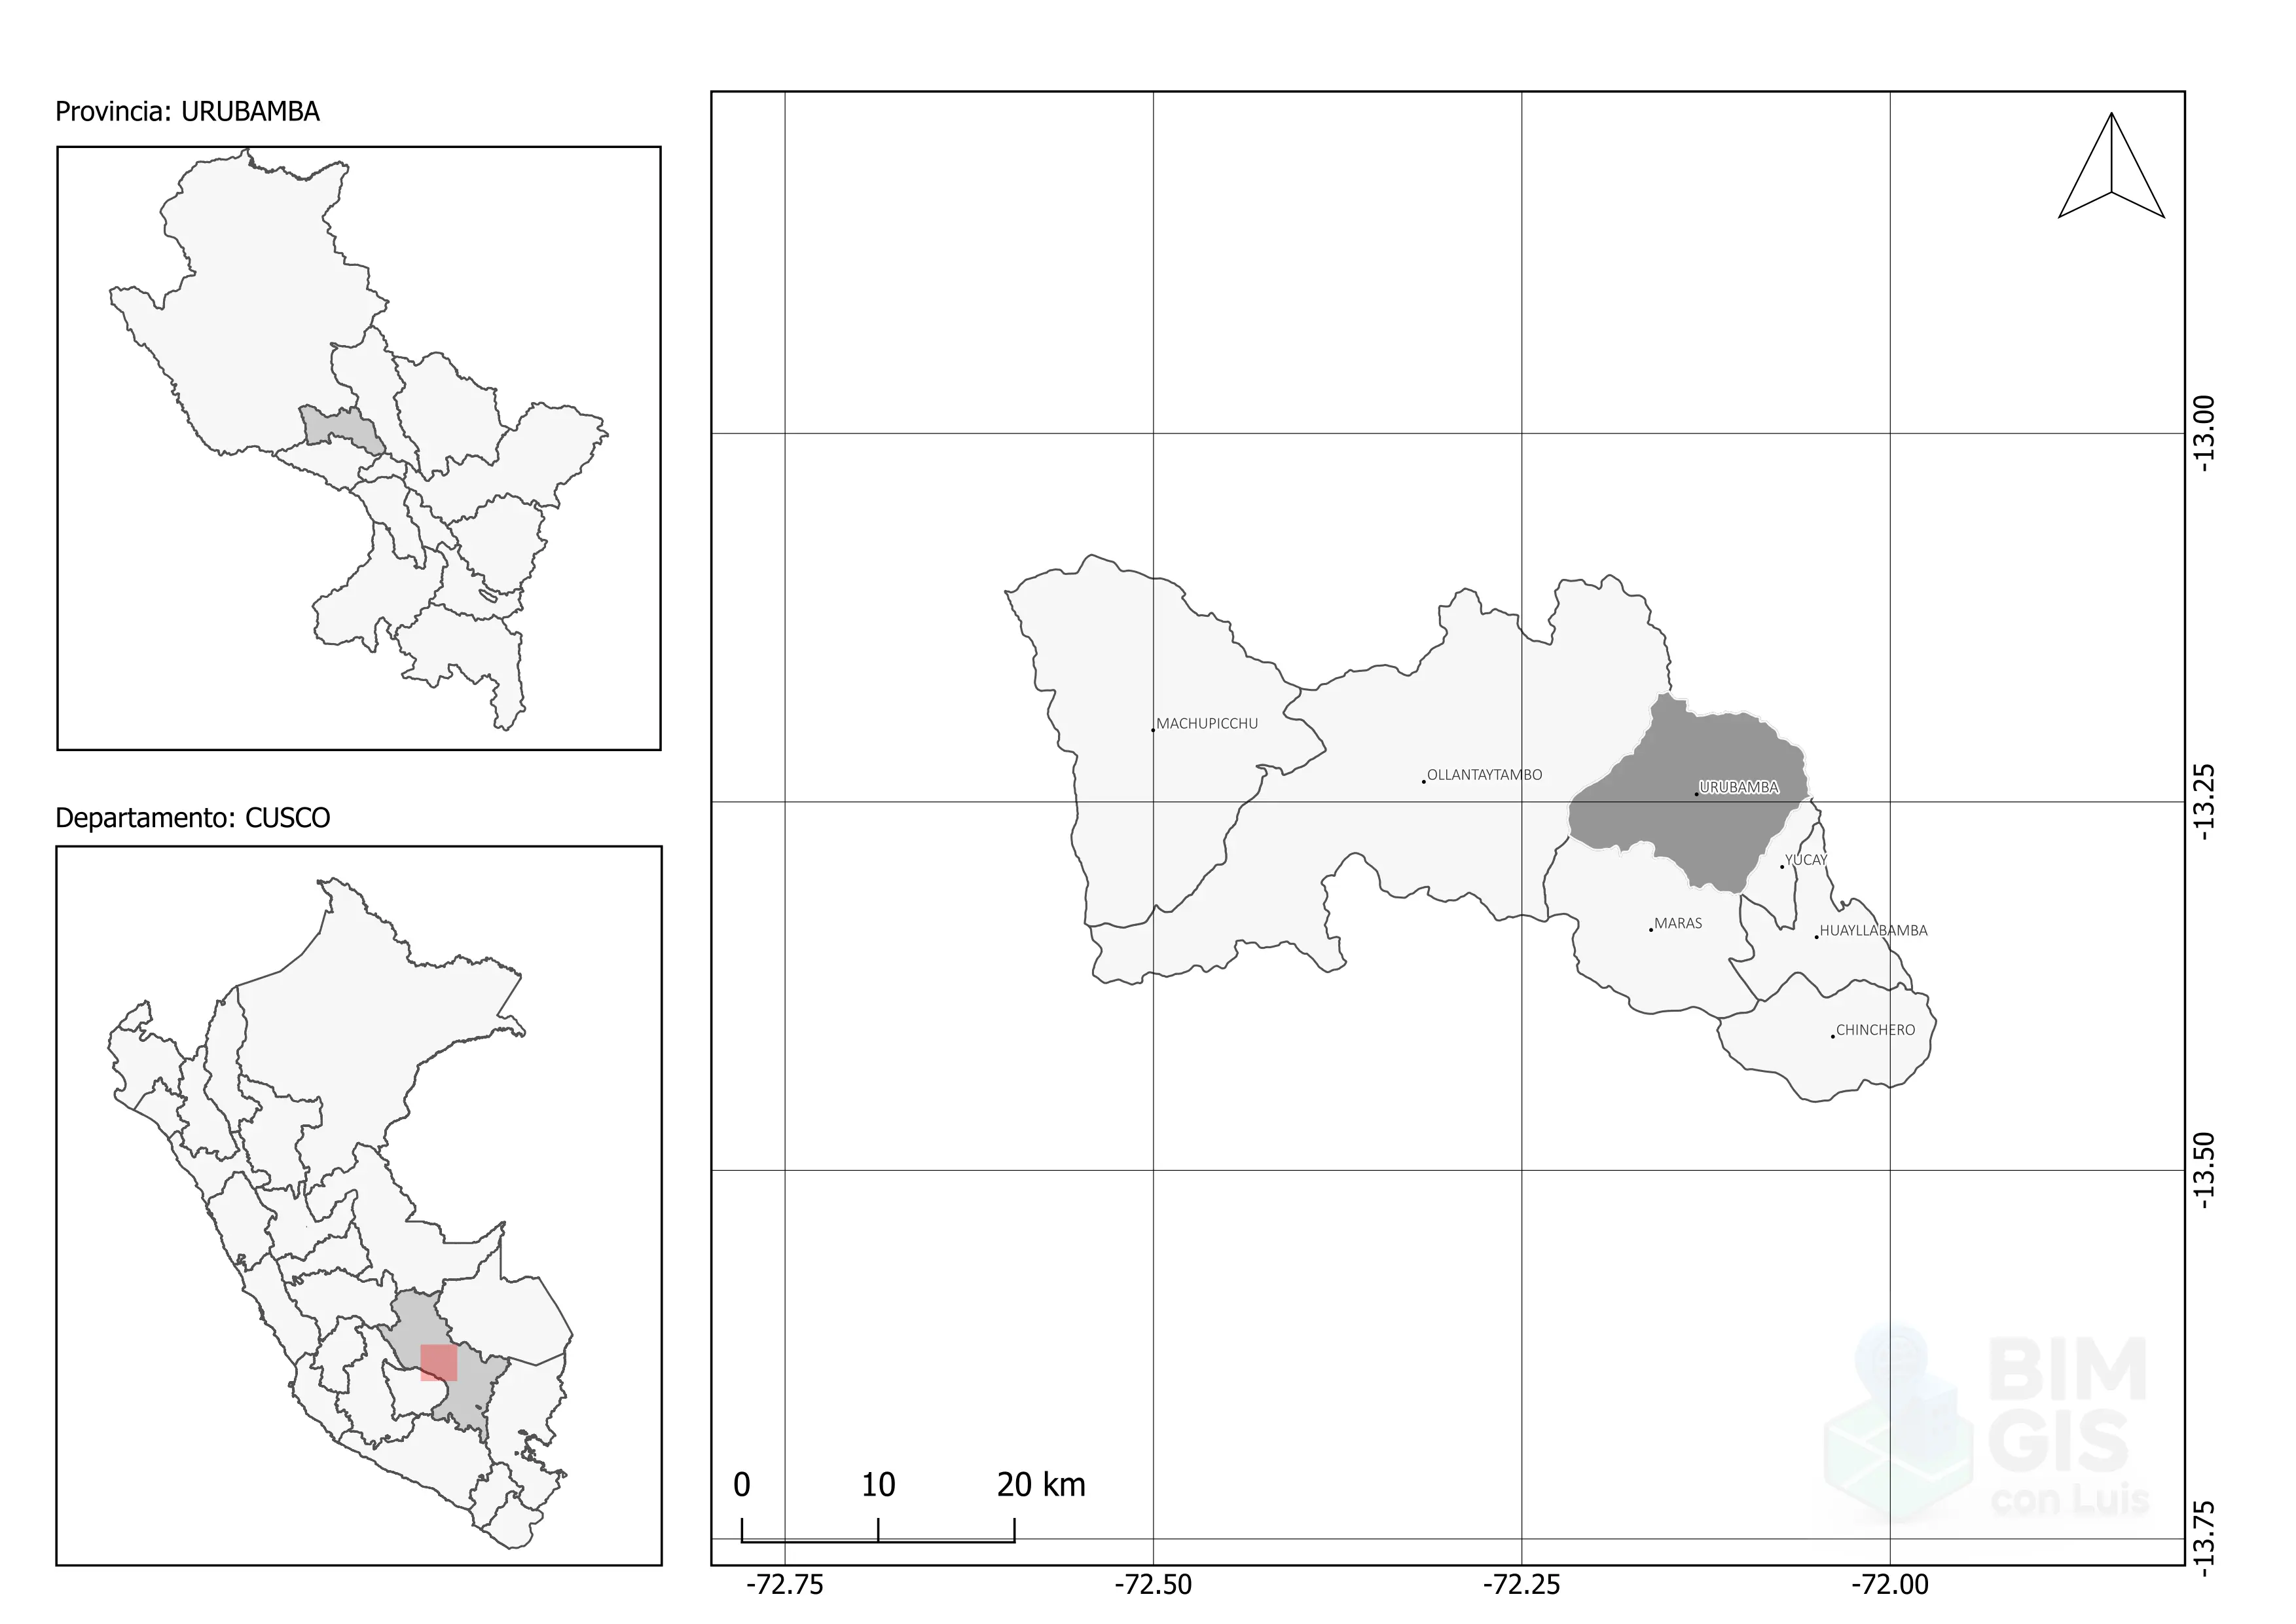 Provincia: URUBAMBA
Departamento: CUSCO
MACHUPICCHU
OLLANTAYTAMBO
URUBAMBA
YUCAY
MARAS
HUAYLLABAMBA
CHINCHERO
-13.00
-13.25
-13.50
-13.75
0 10 20 km
-72.75 -72.50 -72.25 -72.00
BIM
GIS
con Luis